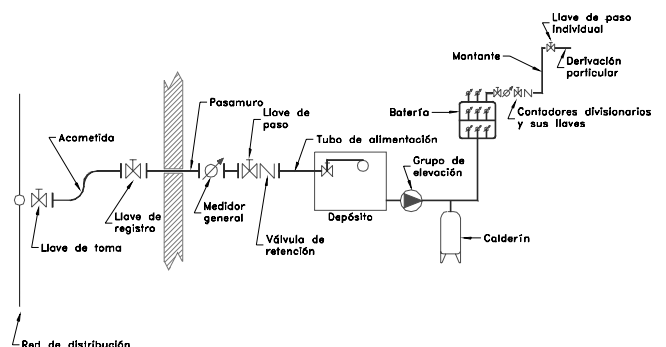 Llave de paso
individual
Montante
Derivación
particular
Pasamuro
Llave de
paso
Batería
Contadores divisionarios
y sus llaves
Acometida
Tubo de alimentación
Grupo de
elevación
Llave de
registro
Medidor
general
Depósito
Llave de toma
Válvula de
retención
Calderín
Red de distribución